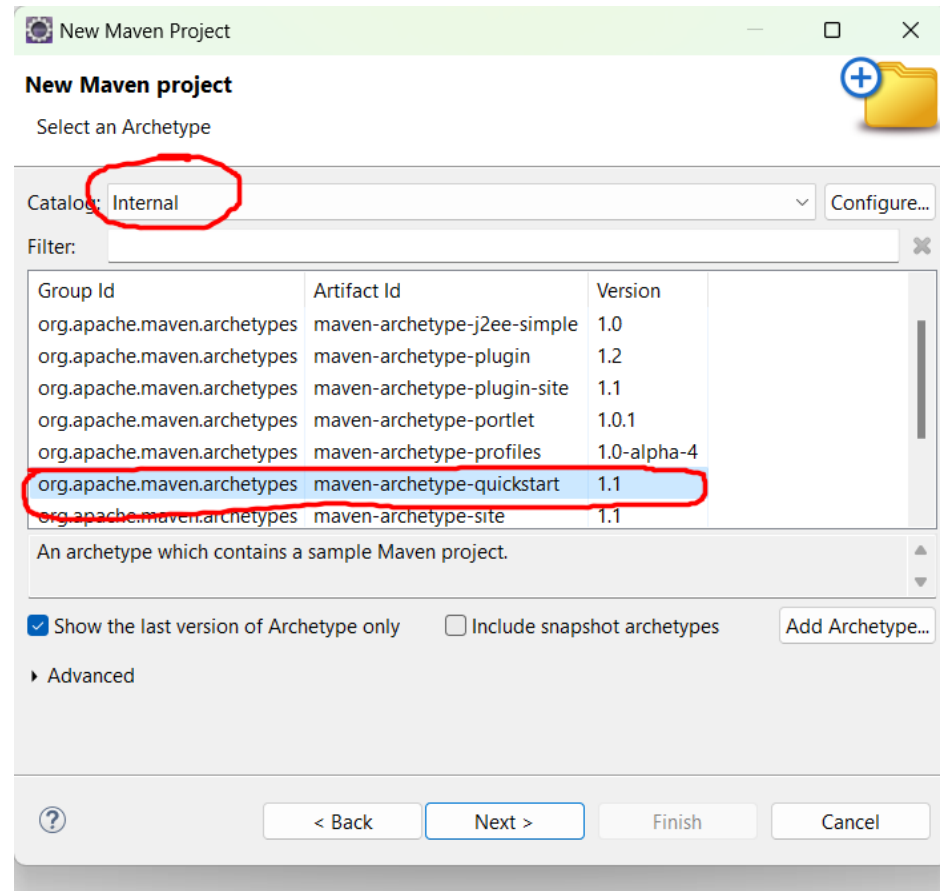 New Maven Project
New Maven project
Select an Archetype
Catalog: Internal Configure...
Filter:
Group Id Artifact Id Version
org.apache.maven.archetypes maven-archetype-j2ee-simple 1.0
org.apache.maven.archetypes maven-archetype-plugin 1.2
org.apache.maven.archetypes maven-archetype-plugin-site 1.1
org.apache.maven.archetypes maven-archetype-portlet 1.0.1
org.apache.maven.archetypes maven-archetype-profiles 1.0-alpha-4
org.apache.maven.archetypes maven-archetype-quickstart 1.1
org.apache.maven.archetypes maven-archetype-site 1.1
An archetype which contains a sample Maven project.
Show the last version of Archetype only Include snapshot archetypes Add Archetype...
Advanced
? < Back Next > Finish Cancel